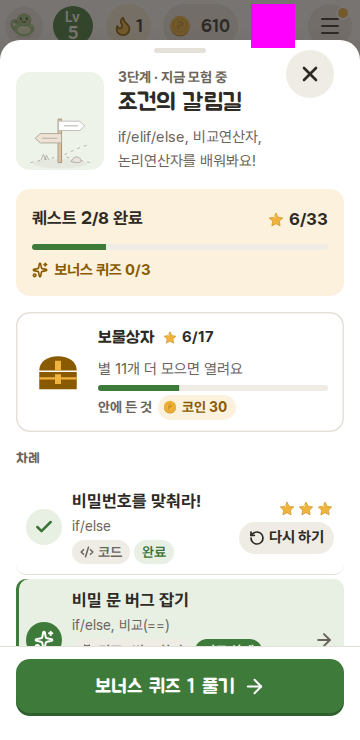 Lv
5
1
610
3단계 · 지금 모험 중
조건의 갈림길
if/elif/else, 비교연산자,
논리연산자를 배워봐요!
퀘스트 2/8 완료
6/33
보너스 퀴즈 0/3
보물상자 6/17
별 11개 더 모으면 열려요
안에 든 것 코인 30
차례
비밀번호를 맞춰라!
if/else
코드 완료
다시 하기
비밀 문 버그 잡기
if/else, 비교(==)
보너스 퀴즈 1 풀기